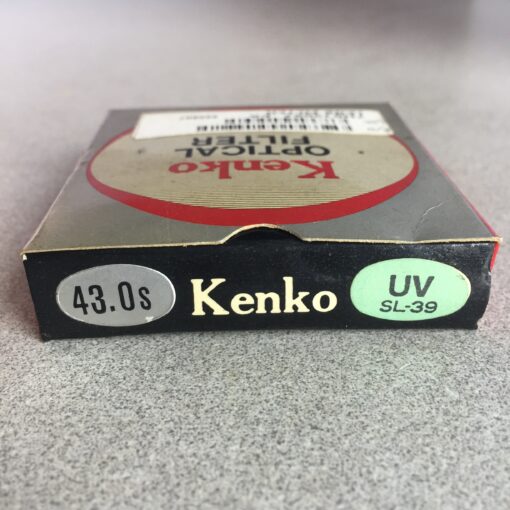 Kenko
OPTICAL
FILTER
43.0s
Kenko
UV
SL-39